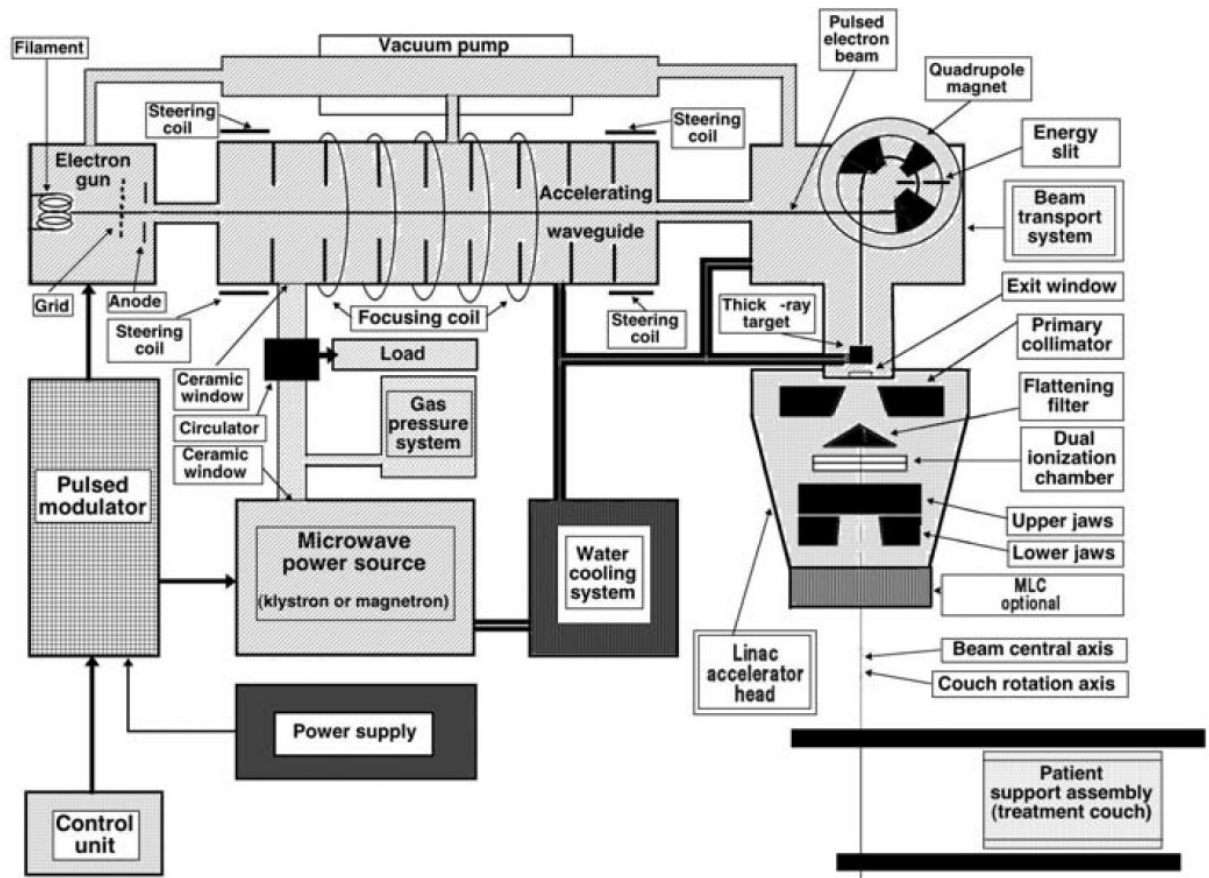 Filament
Vacuum pump
Pulsed
electron
beam
Quadrupole
magnet
Steering
coil
Steering
coil
Energy
slit
Electron
gun
Accelerating
waveguide
Beam
transport
system
Grid
Anode
Steering
coil
Focusing coil
Steering
coil
Thick -ray
target
Exit window
Primary
collimator
Load
Ceramic
window
Circulator
Gas
pressure
system
Flattening
filter
Ceramic
window
Dual
ionization
chamber
Pulsed
modulator
Microwave
power source
(klystron or magnetron)
Water
cooling
system
Upper jaws
Lower jaws
MLC
optional
Linac
accelerator
head
Beam central axis
Couch rotation axis
Power supply
Patient
support assembly
(treatment couch)
Control
unit